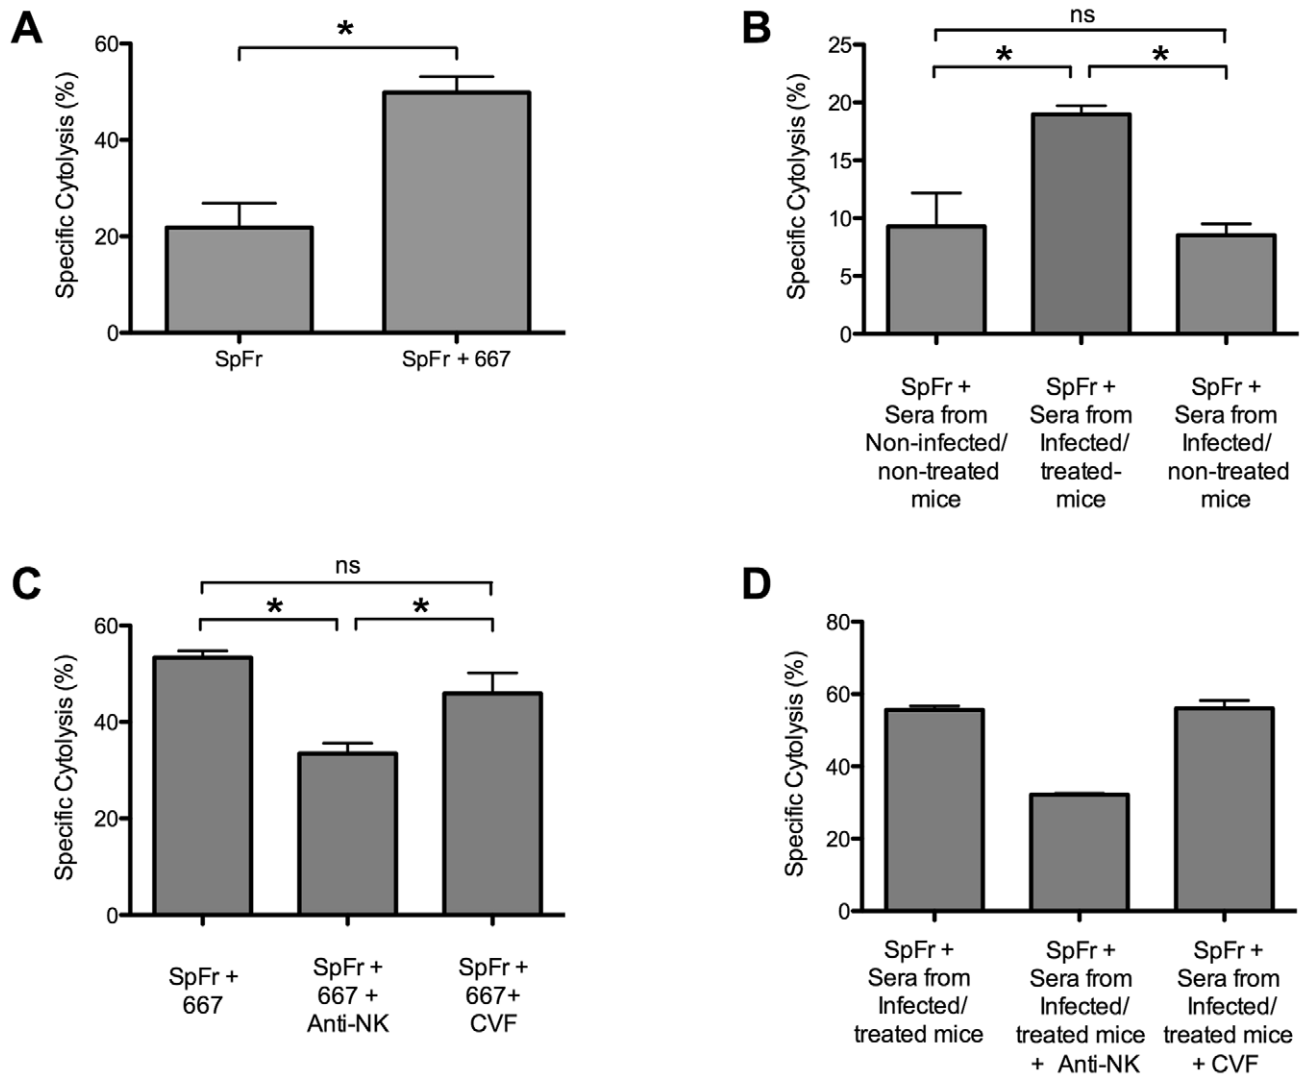 A
*
60
40
20
0
Specific Cytolysis (%)
SpFr
SpFr + 667
B
ns
*
*
25
20
15
10
5
0
Specific Cytolysis (%)
SpFr +
Sera from
Non-infected/
non-treated
mice
SpFr +
Sera from
Infected/
treated-
mice
SpFr +
Sera from
Infected/
non-treated
mice
C
ns
*
*
60
40
20
0
Specific Cytolysis (%)
SpFr +
667
SpFr +
667 +
Anti-NK
SpFr +
667+
CVF
D
80
60
40
20
0
Specific Cytolysis (%)
SpFr +
Sera from
Infected/
treated mice
SpFr +
Sera from
Infected/
treated mice
+ Anti-NK
SpFr +
Sera from
Infected/
treated mice
+ CVF